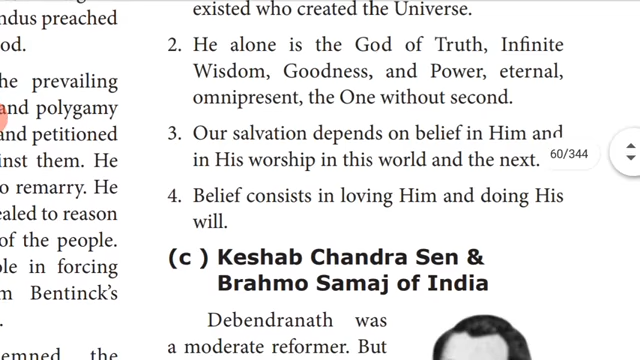 ndus preached
od.
he prevailing
and polygamy
and petitioned
inst them. He
o remarry. He
ealed to reason
of the people.
le in forcing
m Bentinck's
emned the
existed who created the Universe.
2. He alone is the God of Truth, Infinite
Wisdom, Goodness, and Power, eternal,
omnipresent, the One without second.
3. Our salvation depends on belief in Him and
in His worship in this world and the next.
60/344
4. Belief consists in loving Him and doing His
will.
(c ) Keshab Chandra Sen &
Brahmo Samaj of India
Debendranath was
a moderate reformer. But